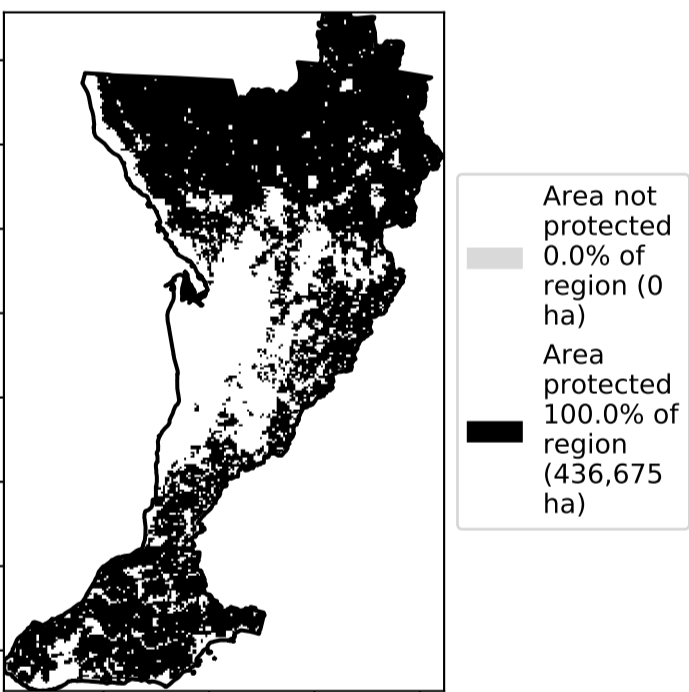 Area not
protected
0.0% of
region (0
ha)
Area
protected
100.0% of
region
(436,675
ha)